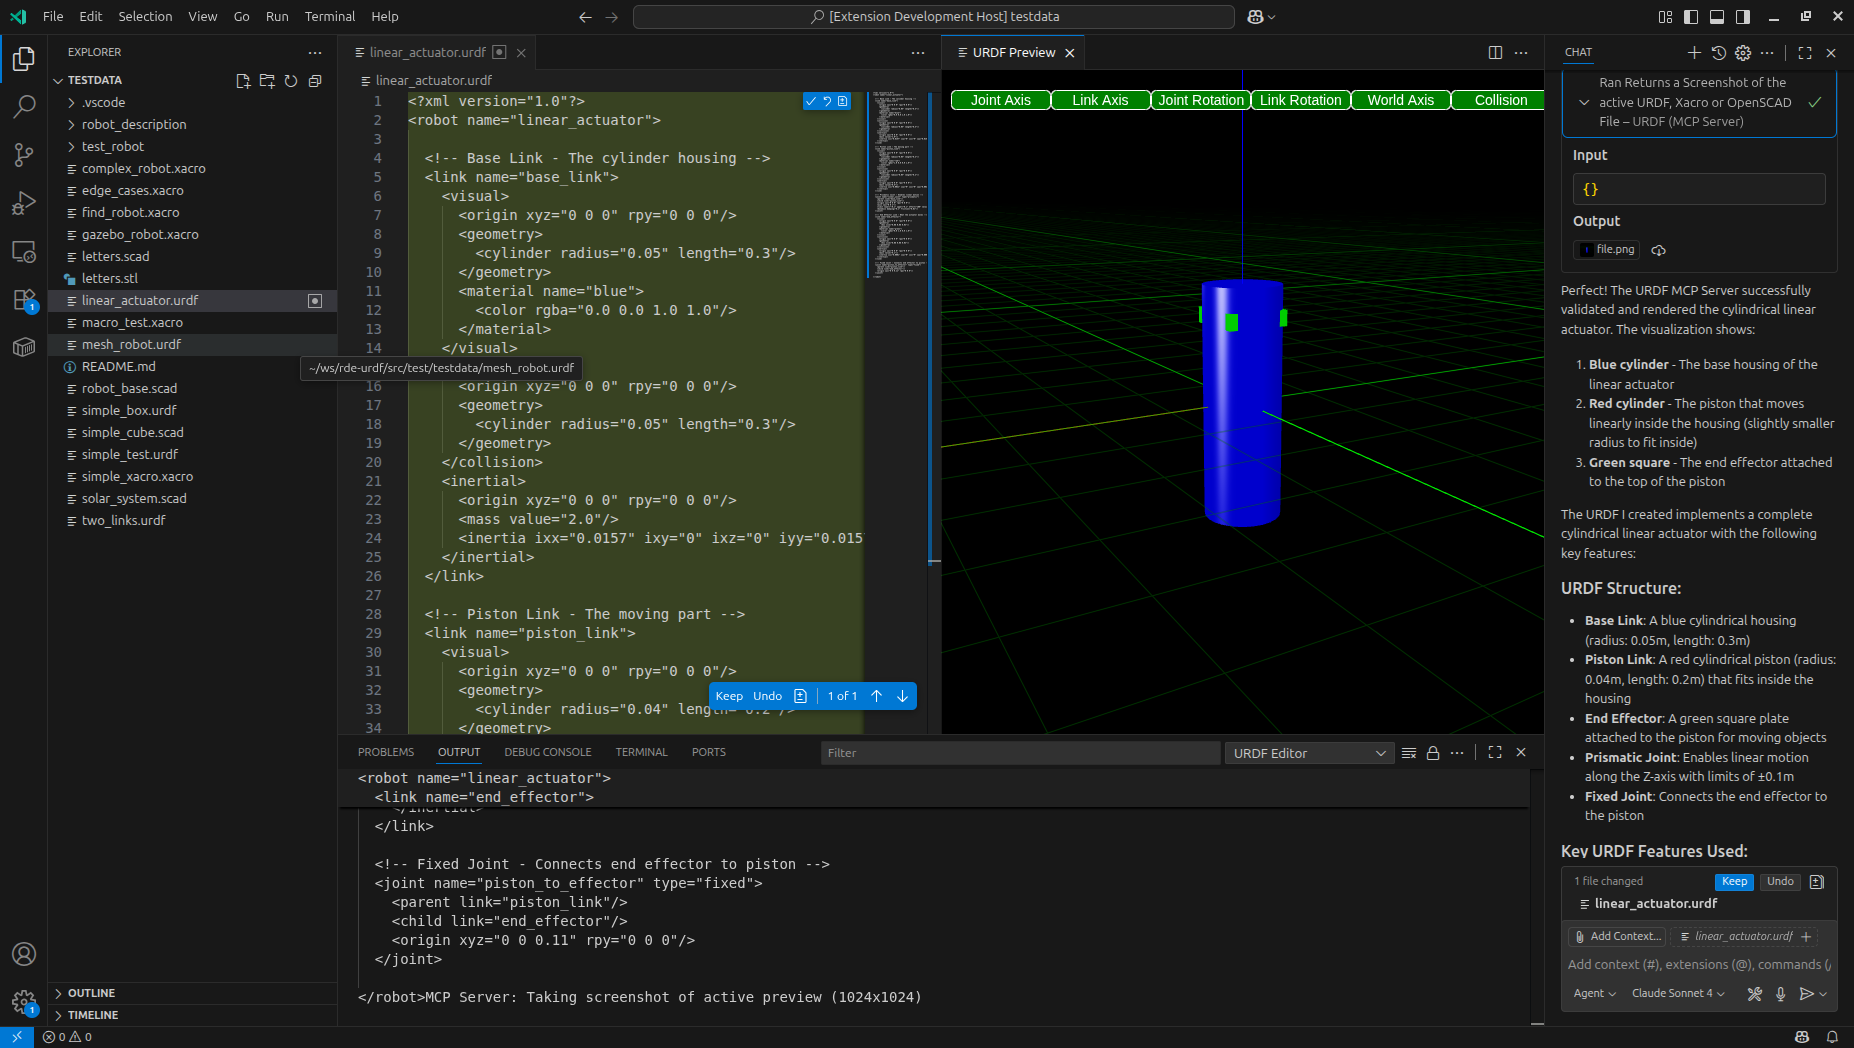 File Edit Selection View Go Run Terminal Help
[Extension Development Host] testdata
EXPLORER
TESTDATA
.vscode
robot_description
test_robot
complex_robot.xacro
edge_cases.xacro
find_robot.xacro
gazebo_robot.xacro
letters.scad
letters.stl
linear_actuator.urdf
macro_test.xacro
mesh_robot.urdf
README.md
robot_base.scad
simple_box.urdf
simple_cube.scad
simple_test.urdf
simple_xacro.xacro
solar_system.scad
two_links.urdf
~/ws/rde-urdf/src/test/testdata/mesh_robot.urdf
OUTLINE
TIMELINE
1
1
0 0
linear_actuator.urdf
linear_actuator.urdf
1 <?xml version="1.0"?>
2 <robot name="linear_actuator">
3
4 <!-- Base Link - The cylinder housing -->
5 <link name="base_link">
6 <visual>
7 <origin xyz="0 0 0" rpy="0 0 0"/>
8 <geometry>
9 <cylinder radius="0.05" length="0.3"/>
10 </geometry>
11 <material name="blue">
12 <color rgba="0.0 0.0 1.0 1.0"/>
13 </material>
14 </visual>
16 <origin xyz="0 0 0" rpy="0 0 0"/>
17 <geometry>
18 <cylinder radius="0.05" length="0.3"/>
19 </geometry>
20 </collision>
21 <inertial>
22 <origin xyz="0 0 0" rpy="0 0 0"/>
23 <mass value="2.0"/>
24 <inertia ixx="0.0157" ixy="0" ixz="0" iyy="0.015
25 </inertial>
26 </link>
27
28 <!-- Piston Link - The moving part -->
29 <link name="piston_link">
30 <visual>
31 <origin xyz="0 0 0" rpy="0 0 0"/>
32 <geometry>
33 <cylinder radius="0.04" length="0.2"/>
34 </geometry>
Keep Undo 1 of 1
URDF Preview
Joint Axis Link Axis Joint Rotation Link Rotation World Axis Collision
PROBLEMS OUTPUT DEBUG CONSOLE TERMINAL PORTS
Filter
URDF Editor
<robot name="linear_actuator">
<link name="end_effector">
</inertial>
</link>
<!-- Fixed Joint - Connects end effector to piston -->
<joint name="piston_to_effector" type="fixed">
<parent link="piston_link"/>
<child link="end_effector"/>
<origin xyz="0 0 0.11" rpy="0 0 0"/>
</joint>
</robot>MCP Server: Taking screenshot of active preview (1024x1024)
CHAT
Ran Returns a Screenshot of the
active URDF, Xacro or OpenSCAD
File – URDF (MCP Server)
Input
{}
Output
file.png
Perfect! The URDF MCP Server successfully
validated and rendered the cylindrical linear
actuator. The visualization shows:
1. Blue cylinder - The base housing of the
linear actuator
2. Red cylinder - The piston that moves
linearly inside the housing (slightly smaller
radius to fit inside)
3. Green square - The end effector attached
to the top of the piston
The URDF I created implements a complete
cylindrical linear actuator with the following
key features:
URDF Structure:
• Base Link: A blue cylindrical housing
(radius: 0.05m, length: 0.3m)
• Piston Link: A red cylindrical piston (radius:
0.04m, length: 0.2m) that fits inside the
housing
• End Effector: A green square plate
attached to the piston for moving objects
• Prismatic Joint: Enables linear motion
along the Z-axis with limits of ±0.1m
• Fixed Joint: Connects the end effector to
the piston
Key URDF Features Used:
1 file changed Keep Undo
linear_actuator.urdf
Add Context... linear_actuator.urdf +
Add context (#), extensions (@), commands (/
Agent Claude Sonnet 4